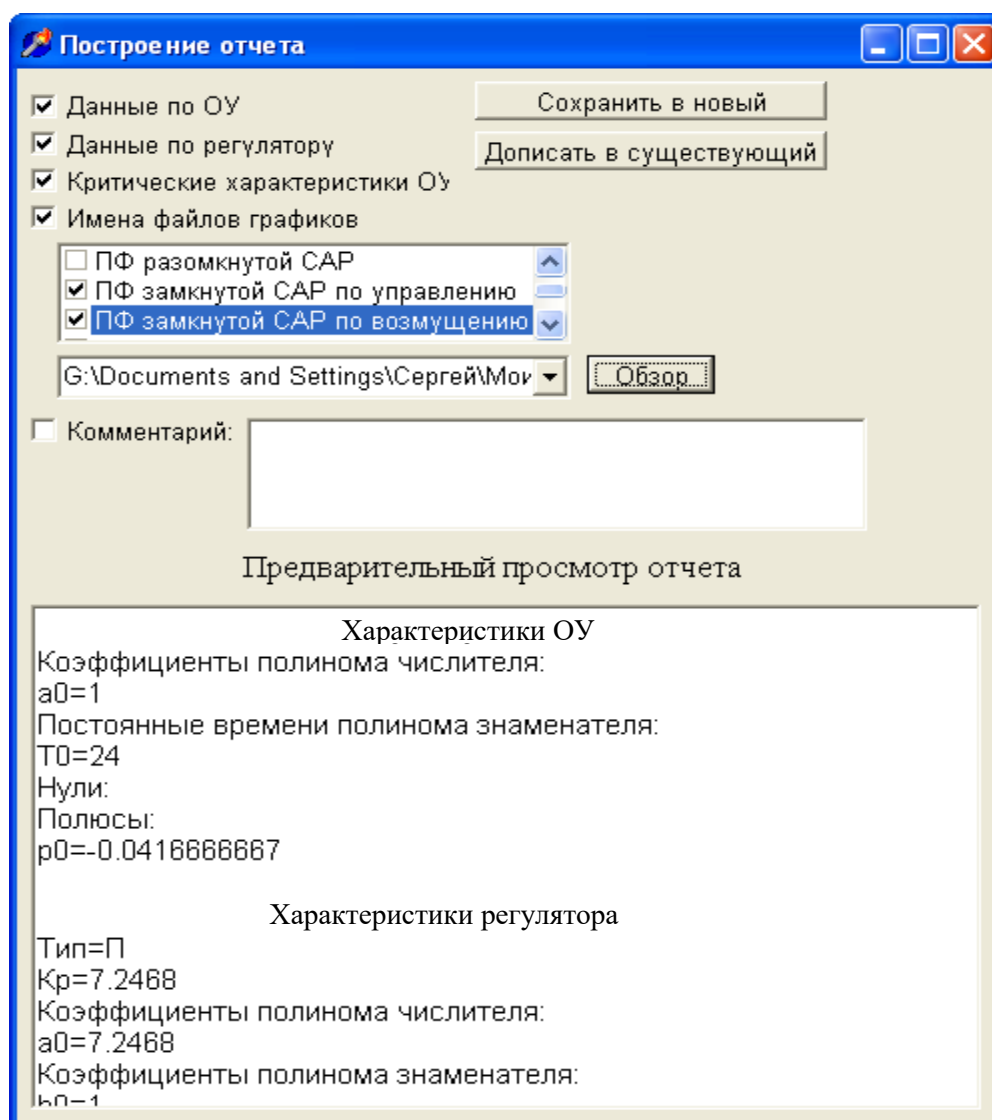 Построение отчета
Данные по ОУ
Сохранить в новый
Данные по регулятору
Дописать в существующий
Критические характеристики ОУ
Имена файлов графиков
ПФ разомкнутой САР
ПФ замкнутой САР по управлению
ПФ замкнутой САР по возмущению
G:\Documents and Settings\Сергей\Мои
Обзор
Комментарий:
Предварительный просмотр отчета
Характеристики ОУ
Коэффициенты полинома числителя:
a0=1
Постоянные времени полинома знаменателя:
T0=24
Нули:
Полюсы:
p0=-0.0416666667
Характеристики регулятора
Тип=П
Kp=7.2468
Коэффициенты полинома числителя:
a0=7.2468
Коэффициенты полинома знаменателя:
b0=1